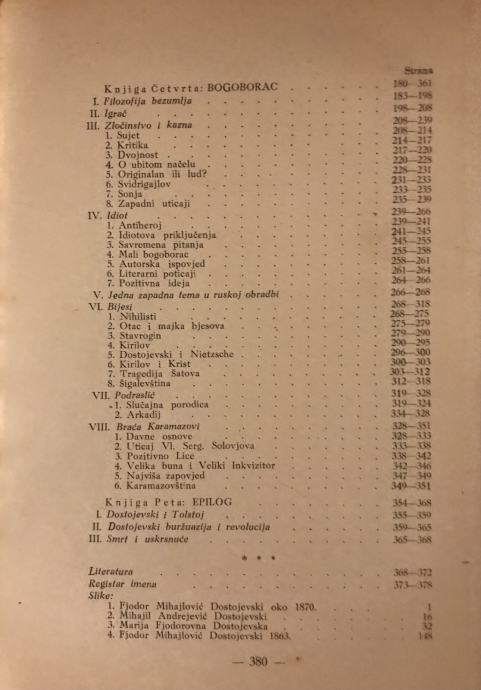 Strana
Knjiga Četvrta: BOGOBORAC 180—361
I. Filozofija bezumlja 183—198
II. Igrač 198—208
III. Zločinstvo i kazna 208—239
1. Sujet 208—214
2. Kritika 214—217
3. Dvojnost 217—220
4. O ubitom načelu 220—228
5. Originalan ili lud? 228—231
6. Svidrigajlov 231—233
7. Sonja 233—235
8. Zapadni uticaji 235—239
IV. Idiot 239—266
1. Antiheroj 239—241
2. Idiotova priključenja 241—245
3. Savremena pitanja 245—255
4. Mali bogoborac 255—258
5. Autorska ispovjed 258—261
6. Literarni poticaji 261—264
7. Pozitivna ideja 264—266
V. Jedna zapadna tema u ruskoj obradbi 266—268
VI. Bijesi 268—318
1. Nihilisti 268—275
2. Otac i majka bjesova 275—279
3. Stavrogin 279—290
4. Kirilov 290—295
5. Dostojevski i Nietzsche 296—300
6. Kirilov i Krist 300—303
7. Tragedija Šatova 303—312
8. Šigalevština 312—318
VII. Podraslić 319—328
1. Slučajna porodica 319—324
2. Arkadij 334—328
VIII. Braća Karamazovi 328—351
1. Davne osnove 328—333
2. Uticaj Vl. Serg. Solovjova 333—338
3. Pozitivno Lice 338—342
4. Velika buna i Veliki Inkvizitor 342—346
5. Najviša zapovjed 347—349
6. Karamazovština 349—351
Knjiga Peta: EPILOG 354—368
I. Dostojevski i Tolstoj 355—359
II. Dostojevski buržuazija i revolucija 359—365
III. Smrt i uskrsnuće 365—368
* * *
Literatura 368—372
Registar imena 373—378
Slike:
1. Fjodor Mihajlović Dostojevski oko 1870. 1
2. Mihajil Andrejević Dostojevski 16
3. Marija Fjodorovna Dostojevska 32
4. Fjodor Mihajlović Dostojevski 1863. 148
— 380 —